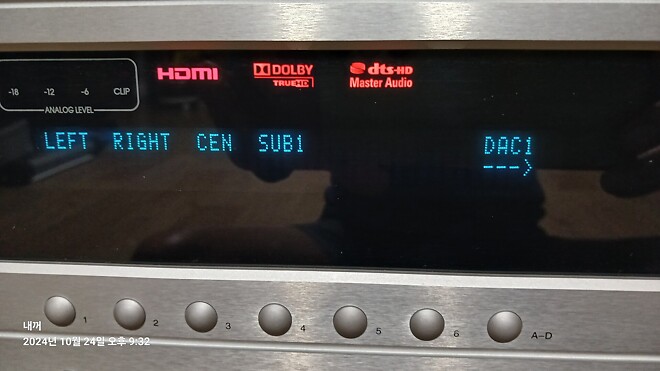 HDMI DOLBY TRUEHD dts-HD Master Audio
-18 -12 -6 CLIP
ANALOG LEVEL
LEFT RIGHT CEN SUB1 DAC1
--->
1 2 3 4 5 6 A-D
내꺼
2024년 10월 24일 오후 9:32